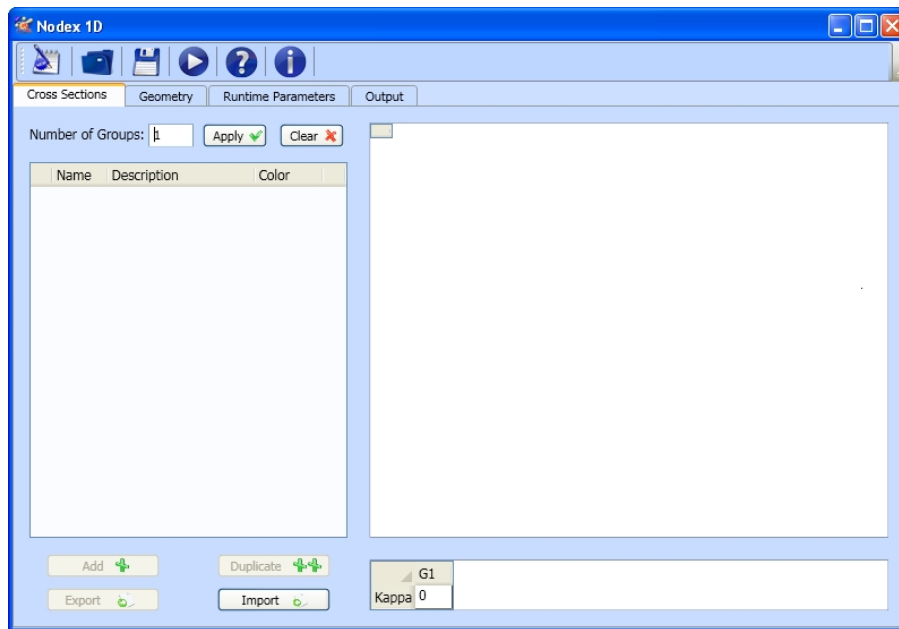 Nodex 1D
Cross Sections Geometry Runtime Parameters Output
Number of Groups: 1 Apply Clear
Name Description Color
Add Duplicate
G1
Export Import Kappa 0